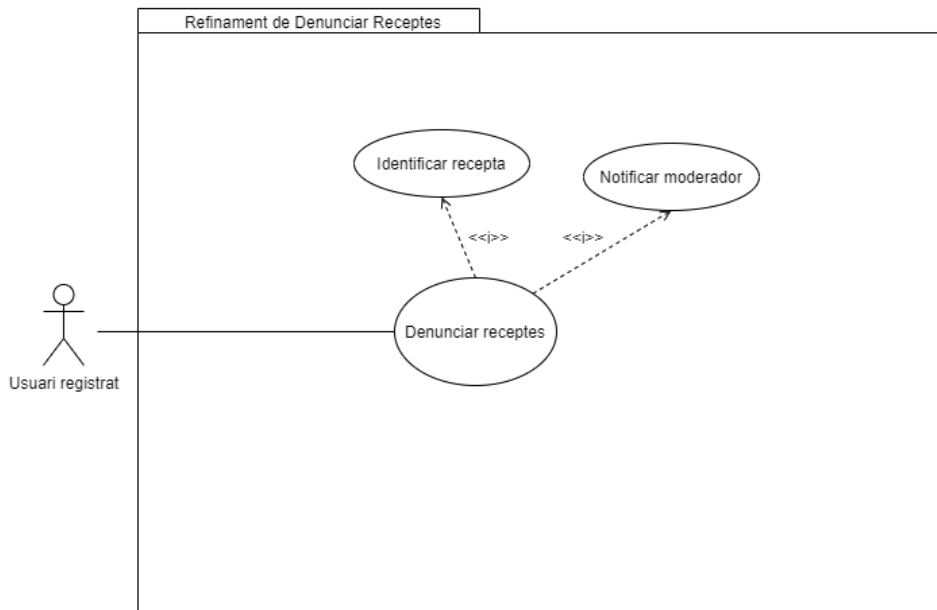 Refinament de Denunciar Receptes
Identificar recepta
Notificar moderador
<<i>>
<<i>>
Denunciar receptes
Usuari registrat